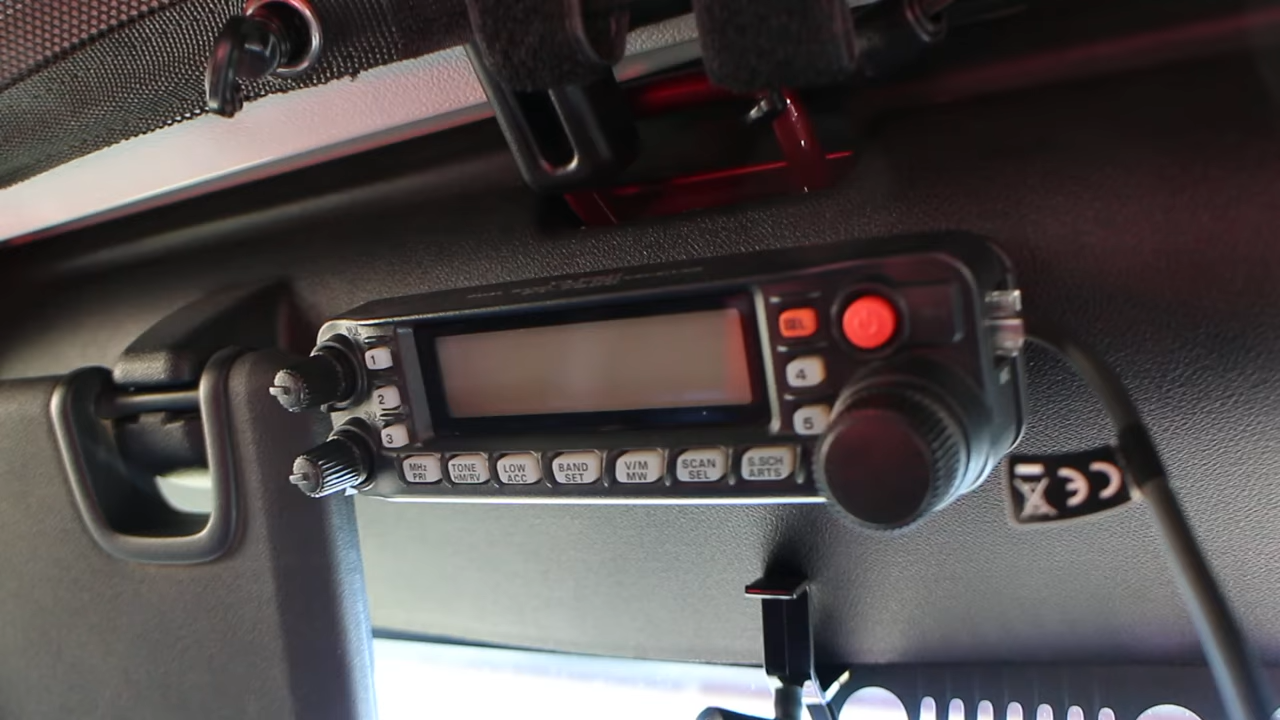 VOL
1
2
3
4
5
MHz
PRI
TONE
HM/RV
LOW
ACC
BAND
SET
V/M
MW
SCAN
SEL
S.SCH
ARTS
CE